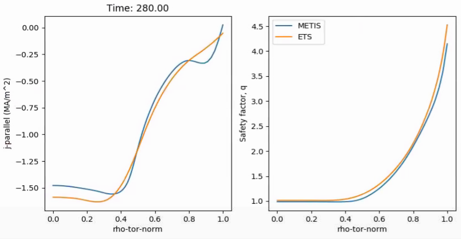 Time: 280.00
j-parallel (MA/m^2)
0.00
-0.25
-0.50
-0.75
-1.00
-1.25
-1.50
0.0 0.2 0.4 0.6 0.8 1.0
rho-tor-norm
METIS
ETS
Safety factor, q
4.5
4.0
3.5
3.0
2.5
2.0
1.5
1.0
0.0 0.2 0.4 0.6 0.8 1.0
rho-tor-norm